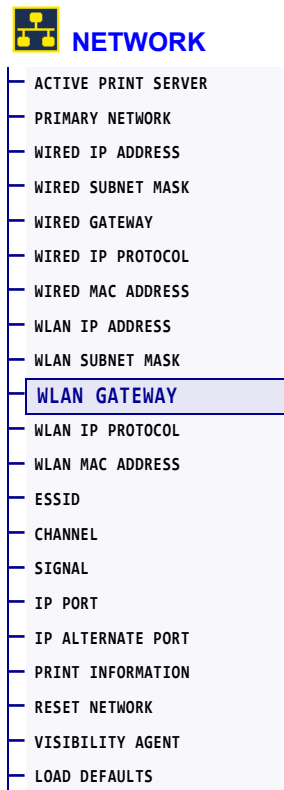 NETWORK
ACTIVE PRINT SERVER
PRIMARY NETWORK
WIRED IP ADDRESS
WIRED SUBNET MASK
WIRED GATEWAY
WIRED IP PROTOCOL
WIRED MAC ADDRESS
WLAN IP ADDRESS
WLAN SUBNET MASK
WLAN GATEWAY
WLAN IP PROTOCOL
WLAN MAC ADDRESS
ESSID
CHANNEL
SIGNAL
IP PORT
IP ALTERNATE PORT
PRINT INFORMATION
RESET NETWORK
VISIBILITY AGENT
LOAD DEFAULTS